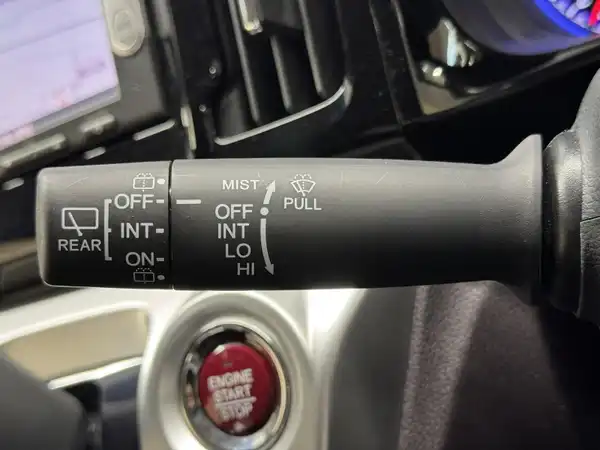 MIST
OFF
OFF
PULL
INT
INT
REAR
LO
ON
HI
ENGINE
START
STOP